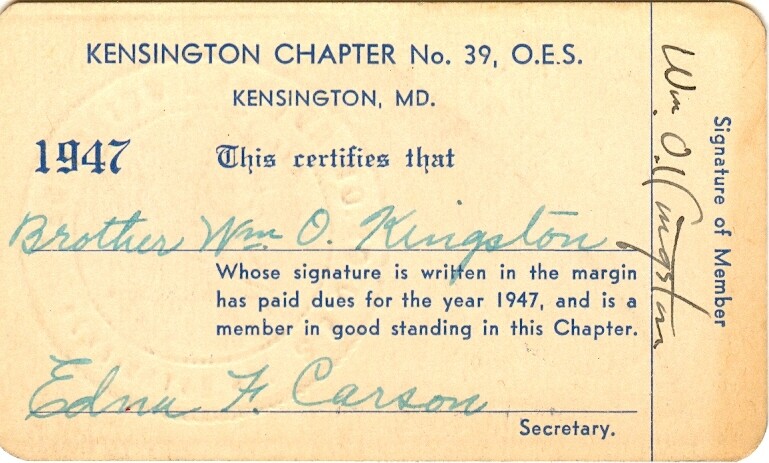 KENSINGTON CHAPTER No. 39, O.E.S.
KENSINGTON, MD.
1947 This certifies that
Brother Wm O. Kingston
Whose signature is written in the margin
has paid dues for the year 1947, and is a
member in good standing in this Chapter.
Edna F. Carson
Secretary.
Wm. O. Kingston
Signature of Member